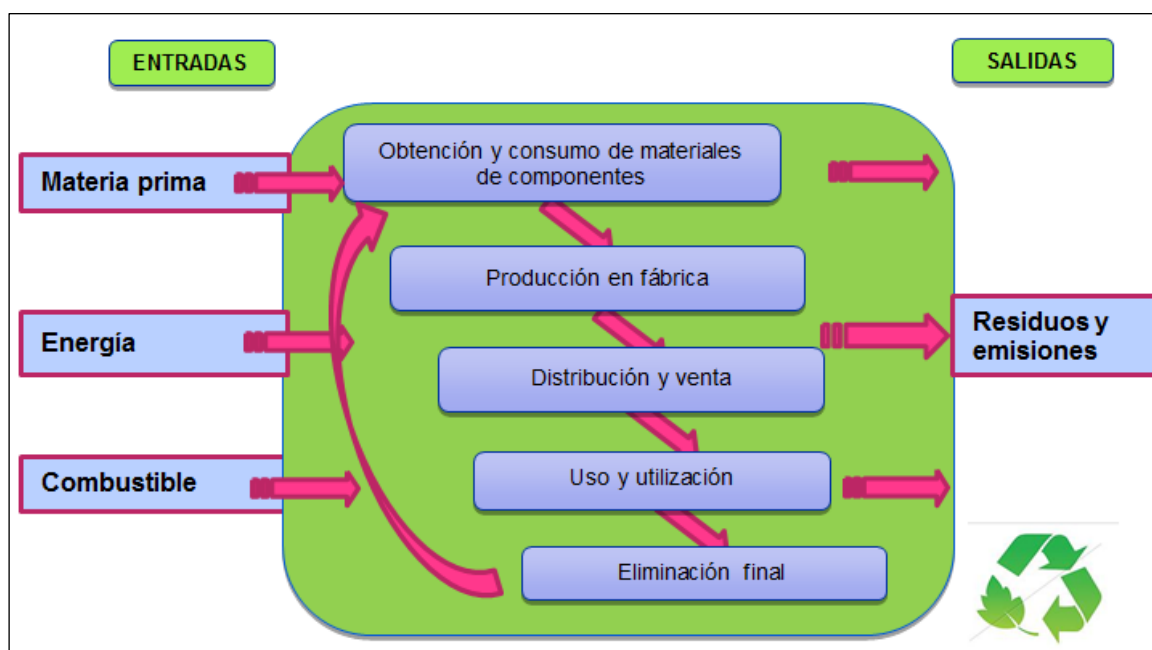 ENTRADAS
SALIDAS
Materia prima
Energía
Combustible
Obtención y consumo de materiales
de componentes
Producción en fábrica
Distribución y venta
Uso y utilización
Eliminación final
Residuos y
emisiones